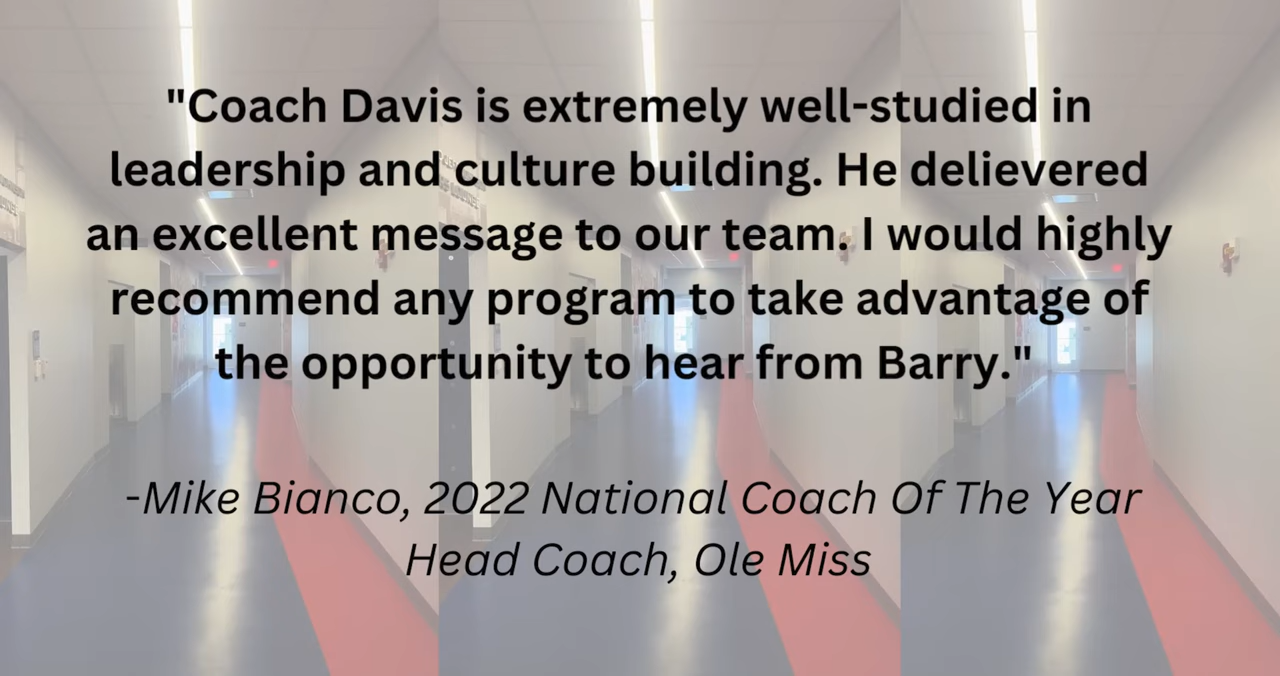 "Coach Davis is extremely well-studied in
leadership and culture building. He delievered
an excellent message to our team. I would highly
recommend any program to take advantage of
the opportunity to hear from Barry."
-Mike Bianco, 2022 National Coach Of The Year
Head Coach, Ole Miss